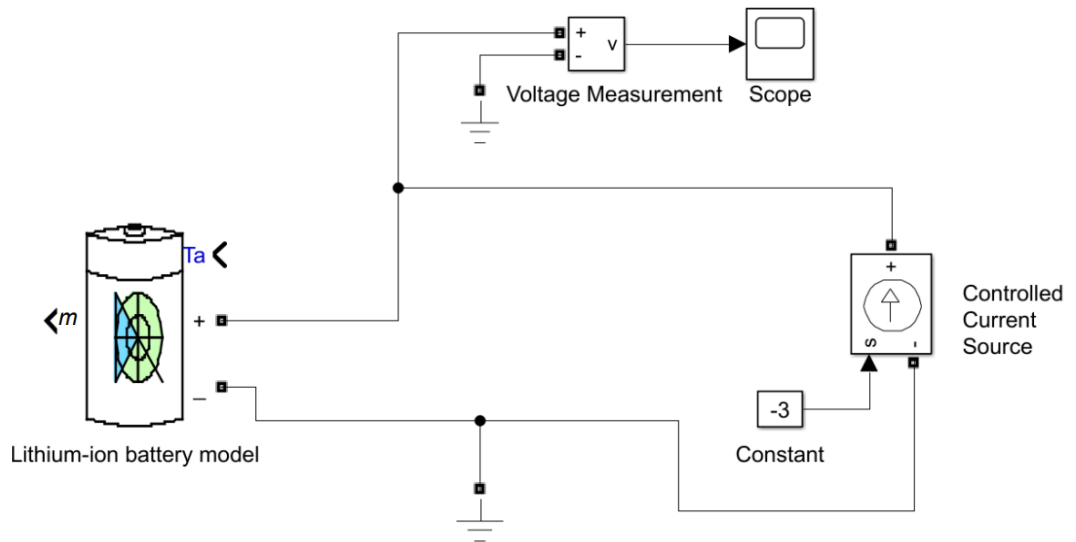 +
-
v
Voltage Measurement
Scope
Ta
m
+
–
Lithium-ion battery model
+
s
-
Controlled
Current
Source
-3
Constant